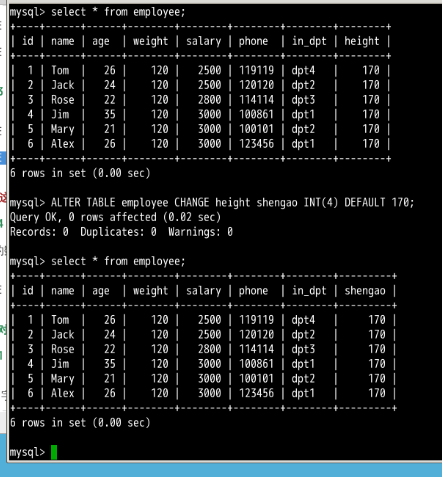 mysql> select * from employee;
+----+------+------+--------+--------+--------+--------+--------+
| id | name | age | weight | salary | phone | in_dpt | height |
+----+------+------+--------+--------+--------+--------+--------+
| 1 | Tom | 26 | 120 | 2500 | 119119 | dpt4 | 170 |
| 2 | Jack | 24 | 120 | 2500 | 120120 | dpt2 | 170 |
| 3 | Rose | 22 | 120 | 2800 | 114114 | dpt3 | 170 |
| 4 | Jim | 35 | 120 | 3000 | 100861 | dpt1 | 170 |
| 5 | Mary | 21 | 120 | 3000 | 100101 | dpt2 | 170 |
| 6 | Alex | 26 | 120 | 3000 | 123456 | dpt1 | 170 |
+----+------+------+--------+--------+--------+--------+--------+
6 rows in set (0.00 sec)
mysql> ALTER TABLE employee CHANGE height shengao INT(4) DEFAULT 170;
Query OK, 0 rows affected (0.02 sec)
Records: 0 Duplicates: 0 Warnings: 0
mysql> select * from employee;
+----+------+------+--------+--------+--------+--------+---------+
| id | name | age | weight | salary | phone | in_dpt | shengao |
+----+------+------+--------+--------+--------+--------+---------+
| 1 | Tom | 26 | 120 | 2500 | 119119 | dpt4 | 170 |
| 2 | Jack | 24 | 120 | 2500 | 120120 | dpt2 | 170 |
| 3 | Rose | 22 | 120 | 2800 | 114114 | dpt3 | 170 |
| 4 | Jim | 35 | 120 | 3000 | 100861 | dpt1 | 170 |
| 5 | Mary | 21 | 120 | 3000 | 100101 | dpt2 | 170 |
| 6 | Alex | 26 | 120 | 3000 | 123456 | dpt1 | 170 |
+----+------+------+--------+--------+--------+--------+---------+
6 rows in set (0.00 sec)
mysql>